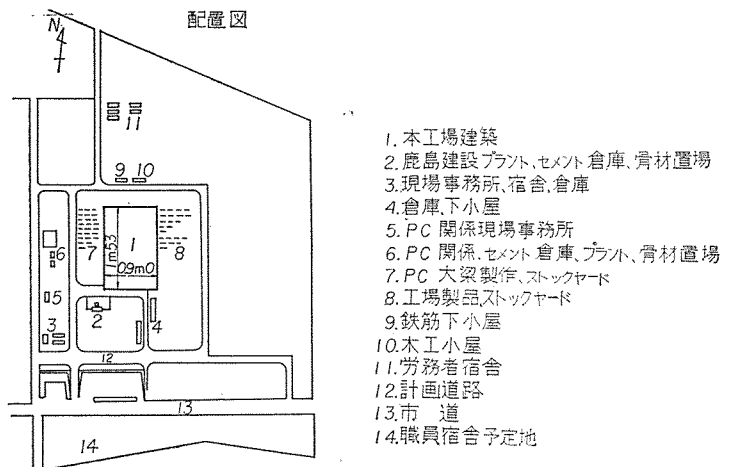 配置図
N
11
9 10
7
1
8
53m
0.9m0
6
5
3
2
4
12
13
14
1.本工場建築
2.鹿島建設プラント、セメント倉庫、骨材置場
3.現場事務所、宿舎、倉庫
4.倉庫、下小屋
5.PC関係現場事務所
6.PC関係、セメント倉庫、プラント、骨材置場
7.PC大梁製作、ストックヤード
8.工場製品ストックヤード
9.鉄筋下小屋
10.木工小屋
11.労務者宿舎
12.計画道路
13.市 道
14.職員宿舎予定地